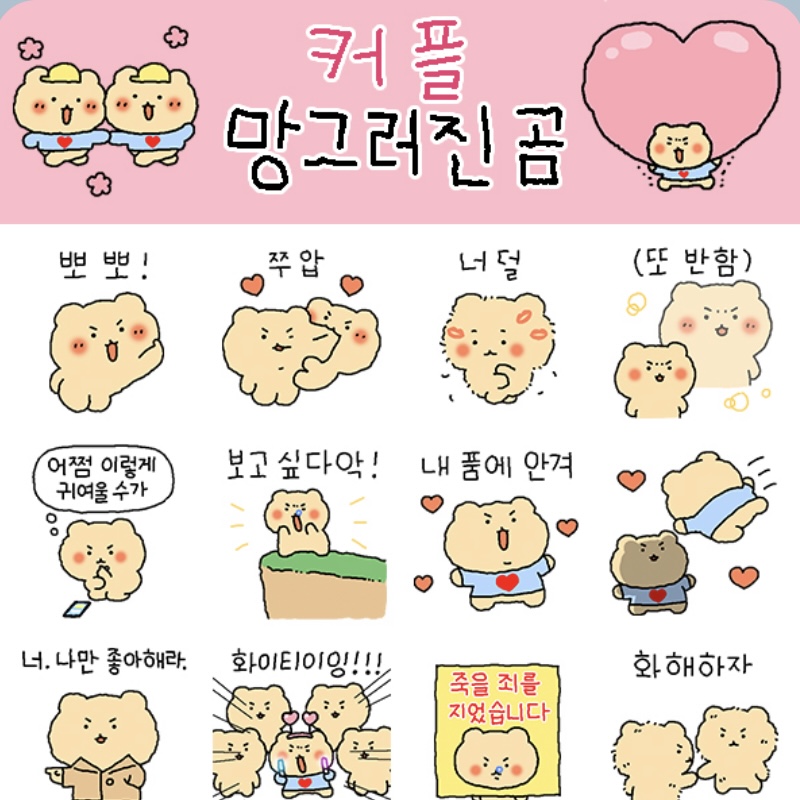 커플
망그러진 곰
뽀뽀!
쭈압
너덜
(또 반함)
어쩜 이렇게
귀여울수가
보고싶다악!
내 품에 안겨
너. 나만 좋아해라.
화이티이잉!!!
죽을 죄를
지었습니다
화해하자